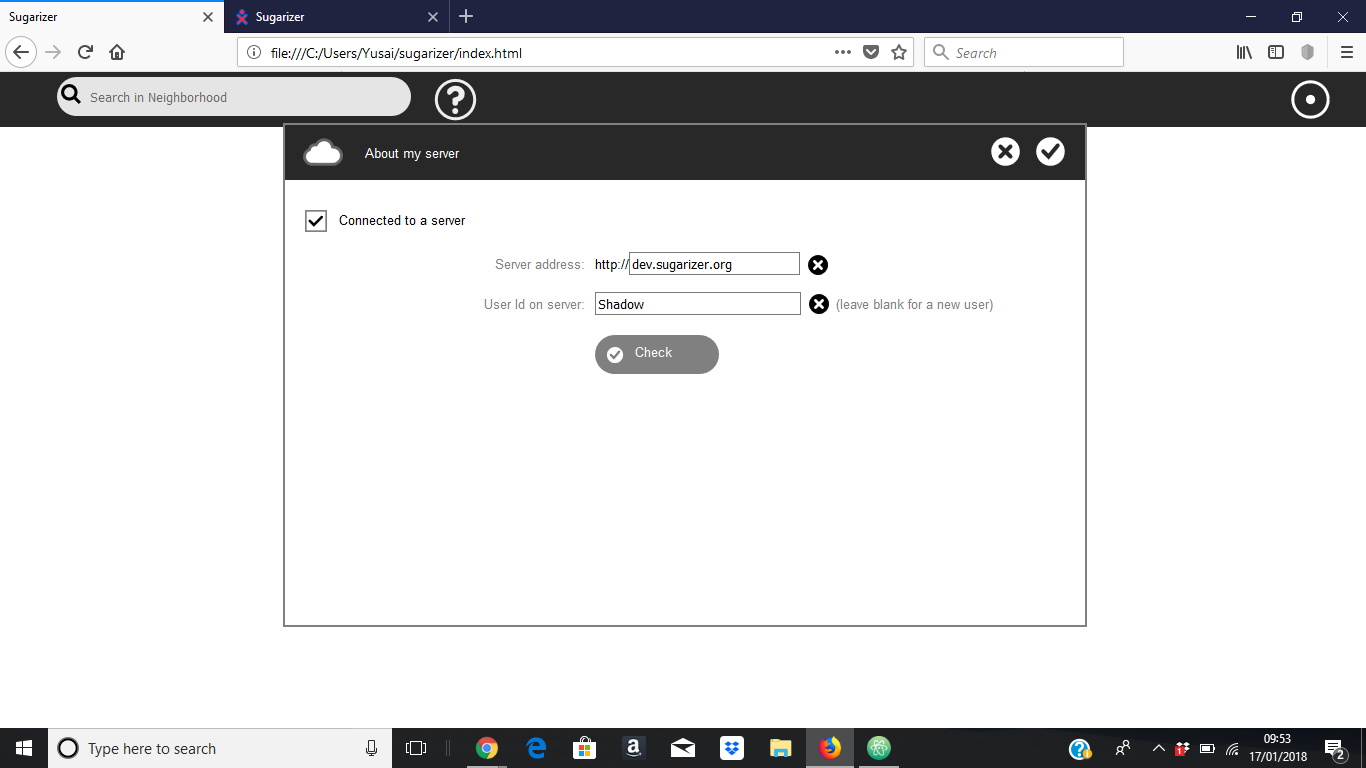 Sugarizer
Sugarizer
file:///C:/Users/Yusai/sugarizer/index.html
Search
Search in Neighborhood
About my server
Connected to a server
Server address: http://dev.sugarizer.org
User Id on server: Shadow (leave blank for a new user)
Check
Type here to search
09:53
17/01/2018
2